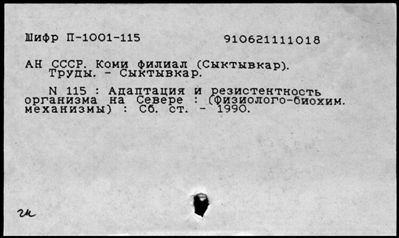 Шифр П-1001-115 910621111018
АН СССР. Коми филиал (Сыктывкар).
Труды. - Сыктывкар.
N 115 : Адаптация и резистентность
организма на Севере : (Физиолого-биохим.
механизмы) : Сб. ст. - 1990.